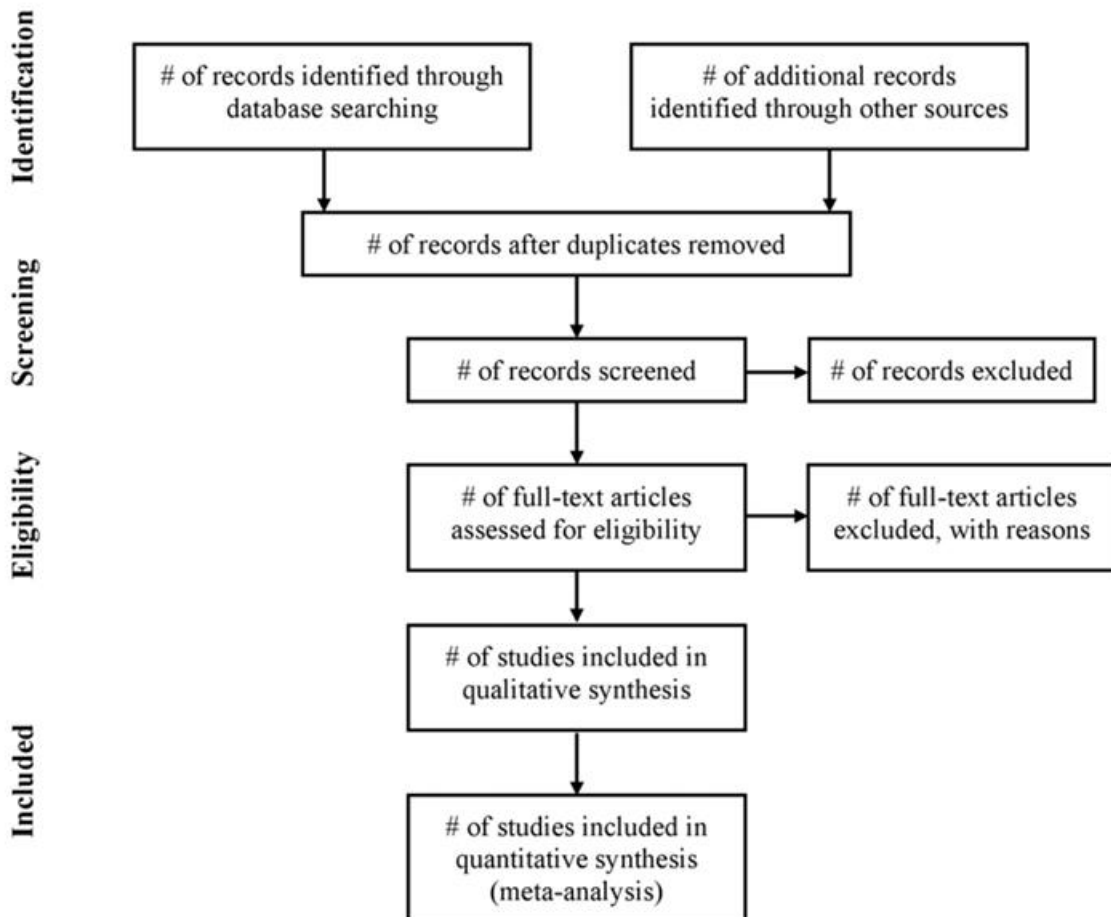 Identification
# of records identified through
database searching
# of additional records
identified through other sources
# of records after duplicates removed
Screening
# of records screened
# of records excluded
Eligibility
# of full-text articles
assessed for eligibility
# of full-text articles
excluded, with reasons
# of studies included in
qualitative synthesis
Included
# of studies included in
quantitative synthesis
(meta-analysis)